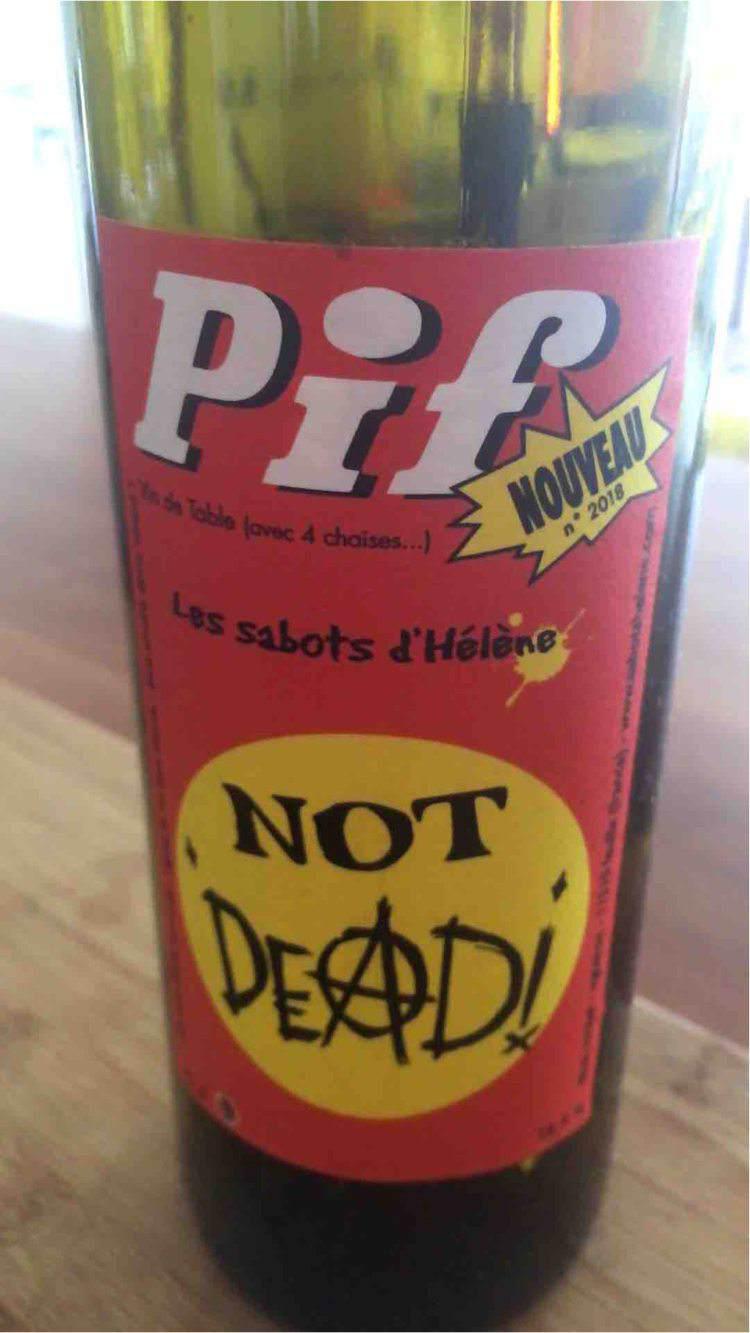 Pif
NOUVEAU
n° 2018
Vin de Table (avec 4 chaises...)
Les sabots d'Hélène
NOT
DEAD!